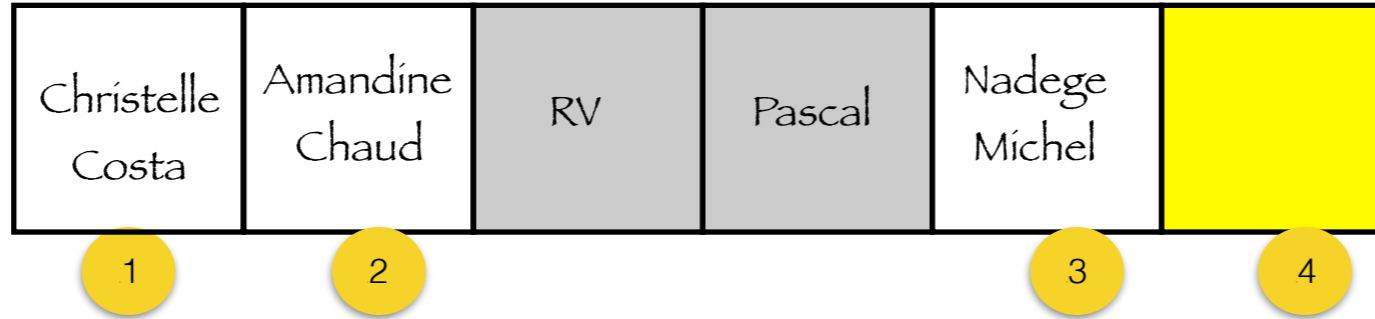 Christelle
Costa
Amandine
Chaud
RV
Pascal
Nadege
Michel
1
2
3
4